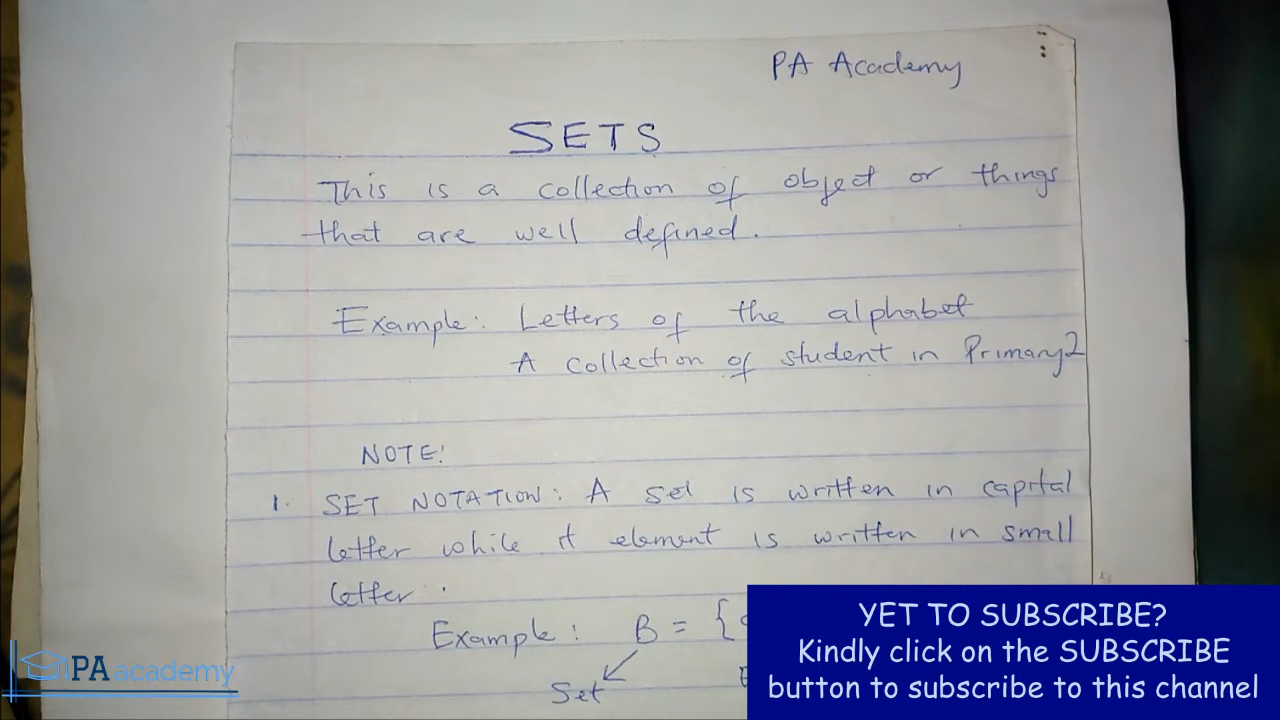 PA Academy
SETS
This is a collection of object or things
that are well defined.
Example: Letters of the alphabet
A collection of student in Primary2
NOTE:
1. SET NOTATION: A set is written in capital
letter while it element is written in small
letter.
Example: B = {
Set
PA academy
YET TO SUBSCRIBE?
Kindly click on the SUBSCRIBE
button to subscribe to this channel